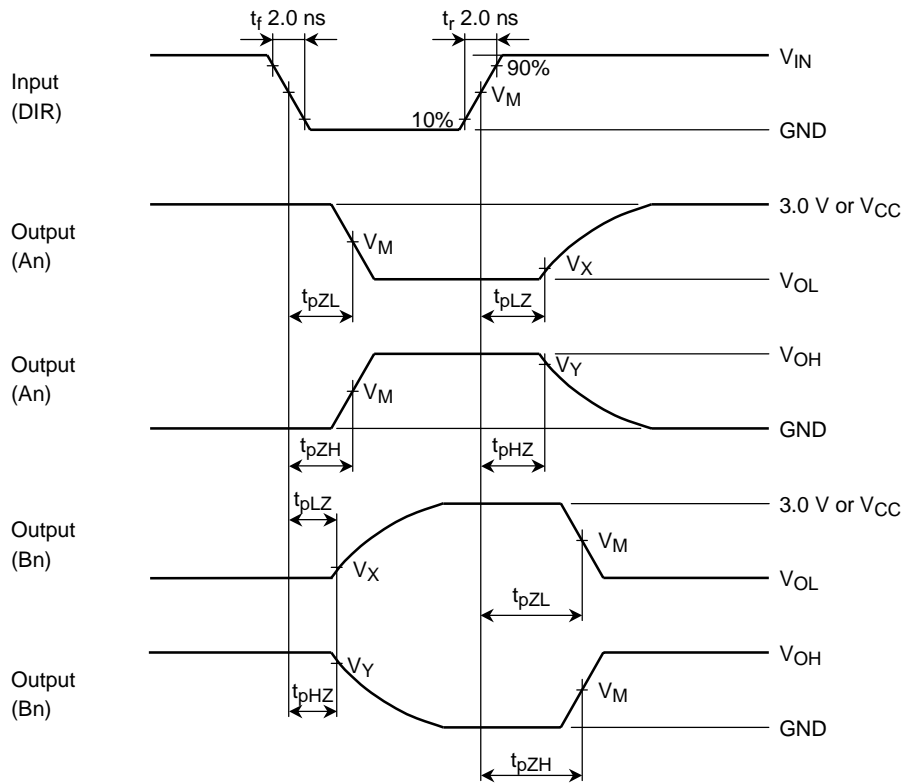 tf 2.0 ns
tr 2.0 ns
Input
(DIR)
VIN
90%
VM
10%
GND
Output
(An)
3.0 V or VCC
VM
VX
VOL
tpZL
tpLZ
Output
(An)
VOH
VY
VM
GND
tpZH
tpHZ
Output
(Bn)
tpLZ
3.0 V or VCC
VM
VX
VOL
tpZL
Output
(Bn)
VOH
VY
VM
tpHZ
GND
tpZH